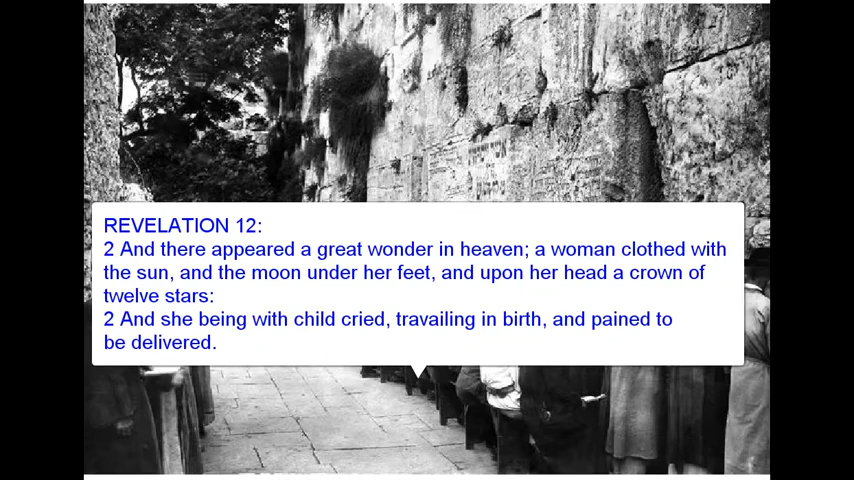 REVELATION 12:
2 And there appeared a great wonder in heaven; a woman clothed with
the sun, and the moon under her feet, and upon her head a crown of
twelve stars:
2 And she being with child cried, travailing in birth, and pained to
be delivered.